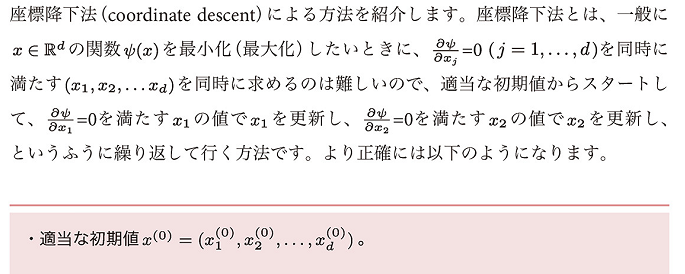 座標降下法(coordinate descent)による方法を紹介します。座標降下法とは、一般に
$x \in \mathbb{R}^d$の関数$\psi(x)$を最小化(最大化)したいときに、$\frac{\partial \psi}{\partial x_j}$=0 ($j = 1, \ldots, d$)を同時に
満たす$(x_1, x_2, \ldots x_d)$を同時に求めるのは難しいので、適当な初期値からスタートし
て、$\frac{\partial \psi}{\partial x_1}$=0を満たす$x_1$の値で$x_1$を更新し、$\frac{\partial \psi}{\partial x_2}$=0を満たす$x_2$の値で$x_2$を更新し、
というふうに繰り返して行く方法です。より正確には以下のようになります。
・適当な初期値$x^{(0)} = (x_1^{(0)}, x_2^{(0)}, \ldots, x_d^{(0)})$。